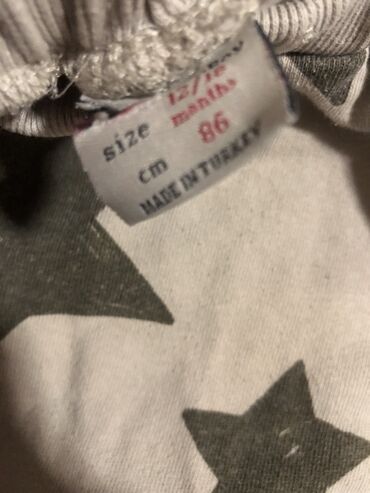 size 12/18 months
cm 86
MADE IN TURKEY